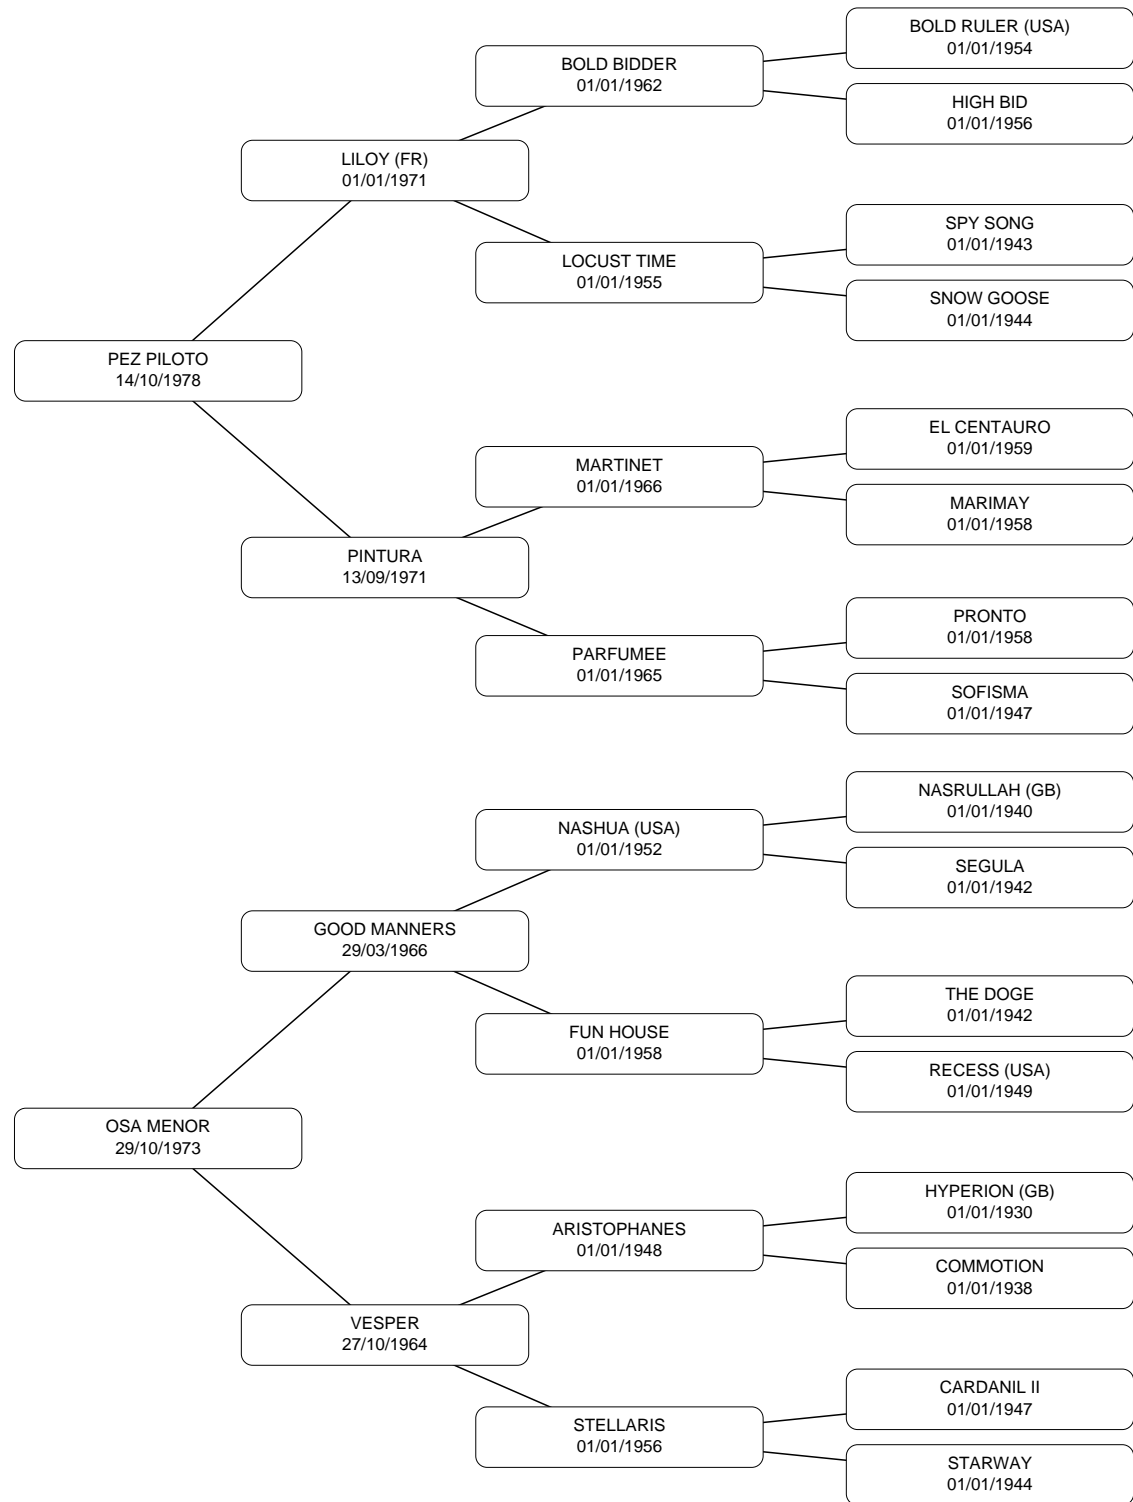 BOLD RULER (USA)
01/01/1954
BOLD BIDDER
01/01/1962
HIGH BID
01/01/1956
LILOY (FR)
01/01/1971
SPY SONG
01/01/1943
LOCUST TIME
01/01/1955
SNOW GOOSE
01/01/1944
PEZ PILOTO
14/10/1978
EL CENTAURO
01/01/1959
MARTINET
01/01/1966
MARIMAY
01/01/1958
PINTURA
13/09/1971
PRONTO
01/01/1958
PARFUMEE
01/01/1965
SOFISMA
01/01/1947
NASRULLAH (GB)
01/01/1940
NASHUA (USA)
01/01/1952
SEGULA
01/01/1942
GOOD MANNERS
29/03/1966
THE DOGE
01/01/1942
FUN HOUSE
01/01/1958
RECESS (USA)
01/01/1949
OSA MENOR
29/10/1973
HYPERION (GB)
01/01/1930
ARISTOPHANES
01/01/1948
COMMOTION
01/01/1938
VESPER
27/10/1964
CARDANIL II
01/01/1947
STELLARIS
01/01/1956
STARWAY
01/01/1944